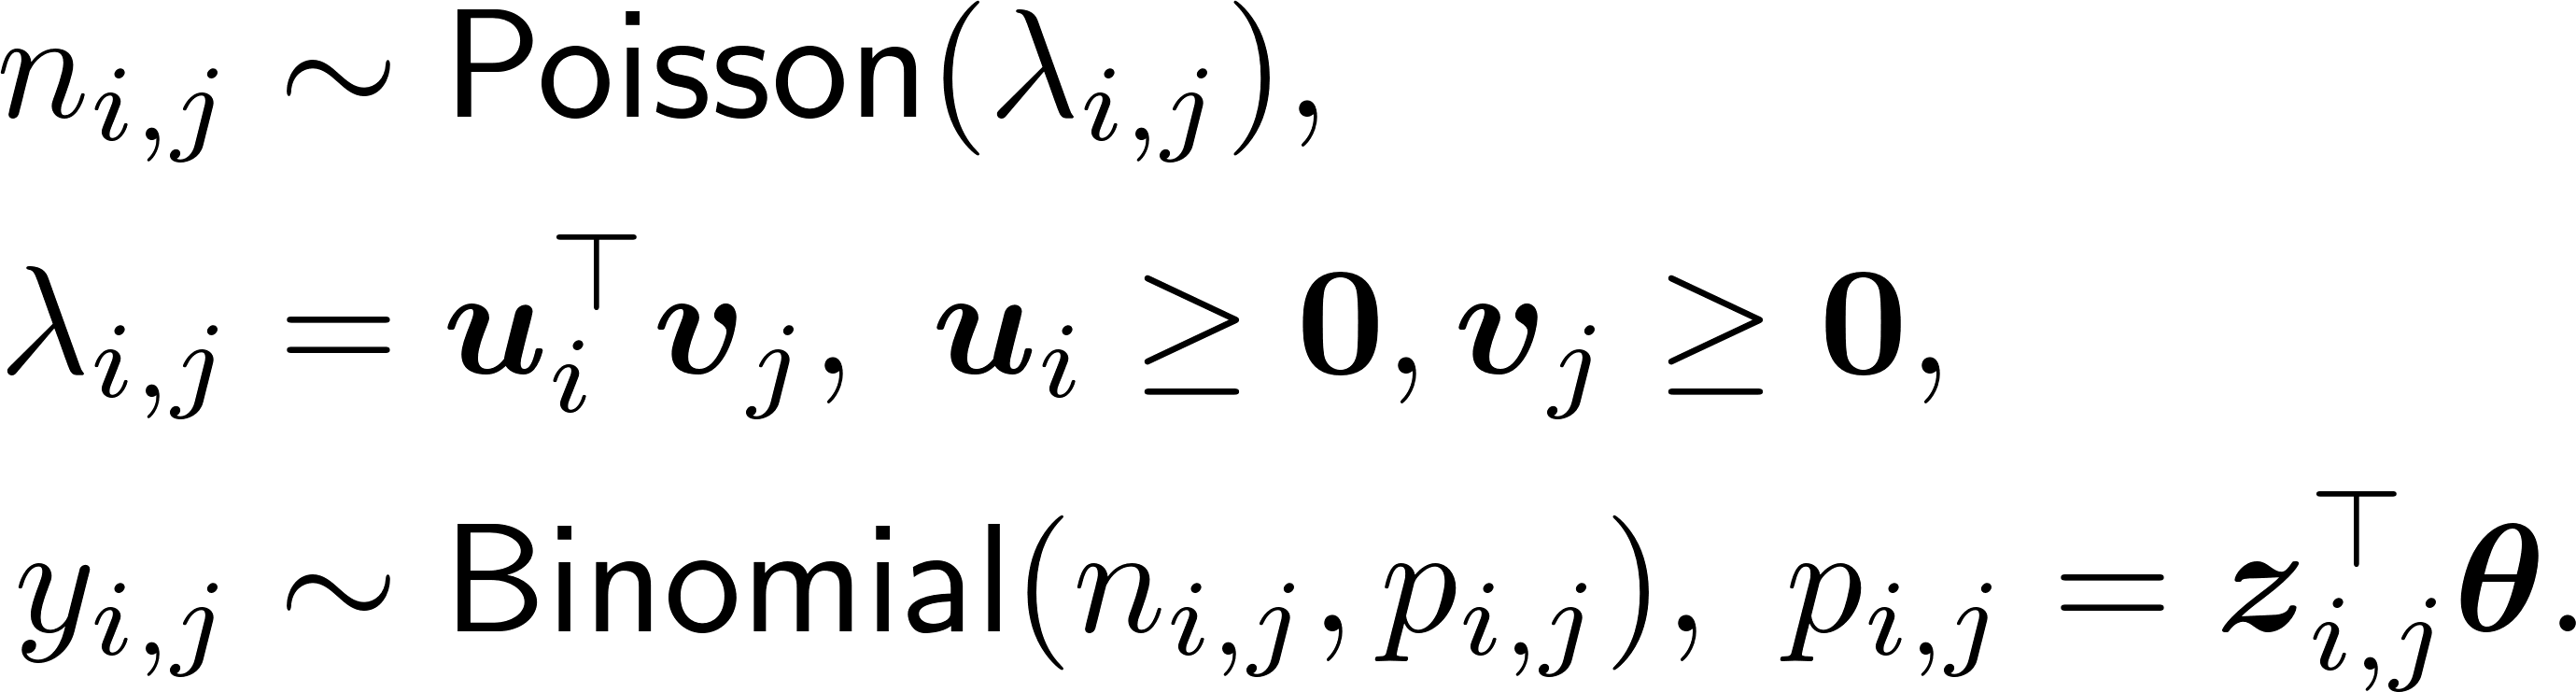 n_{i,j} ∼ Poisson(λ_{i,j}),
λ_{i,j} = u_i^⊤ v_j, u_i ≥ 0, v_j ≥ 0,
y_{i,j} ∼ Binomial(n_{i,j}, p_{i,j}), p_{i,j} = z_{i,j}^⊤ θ.